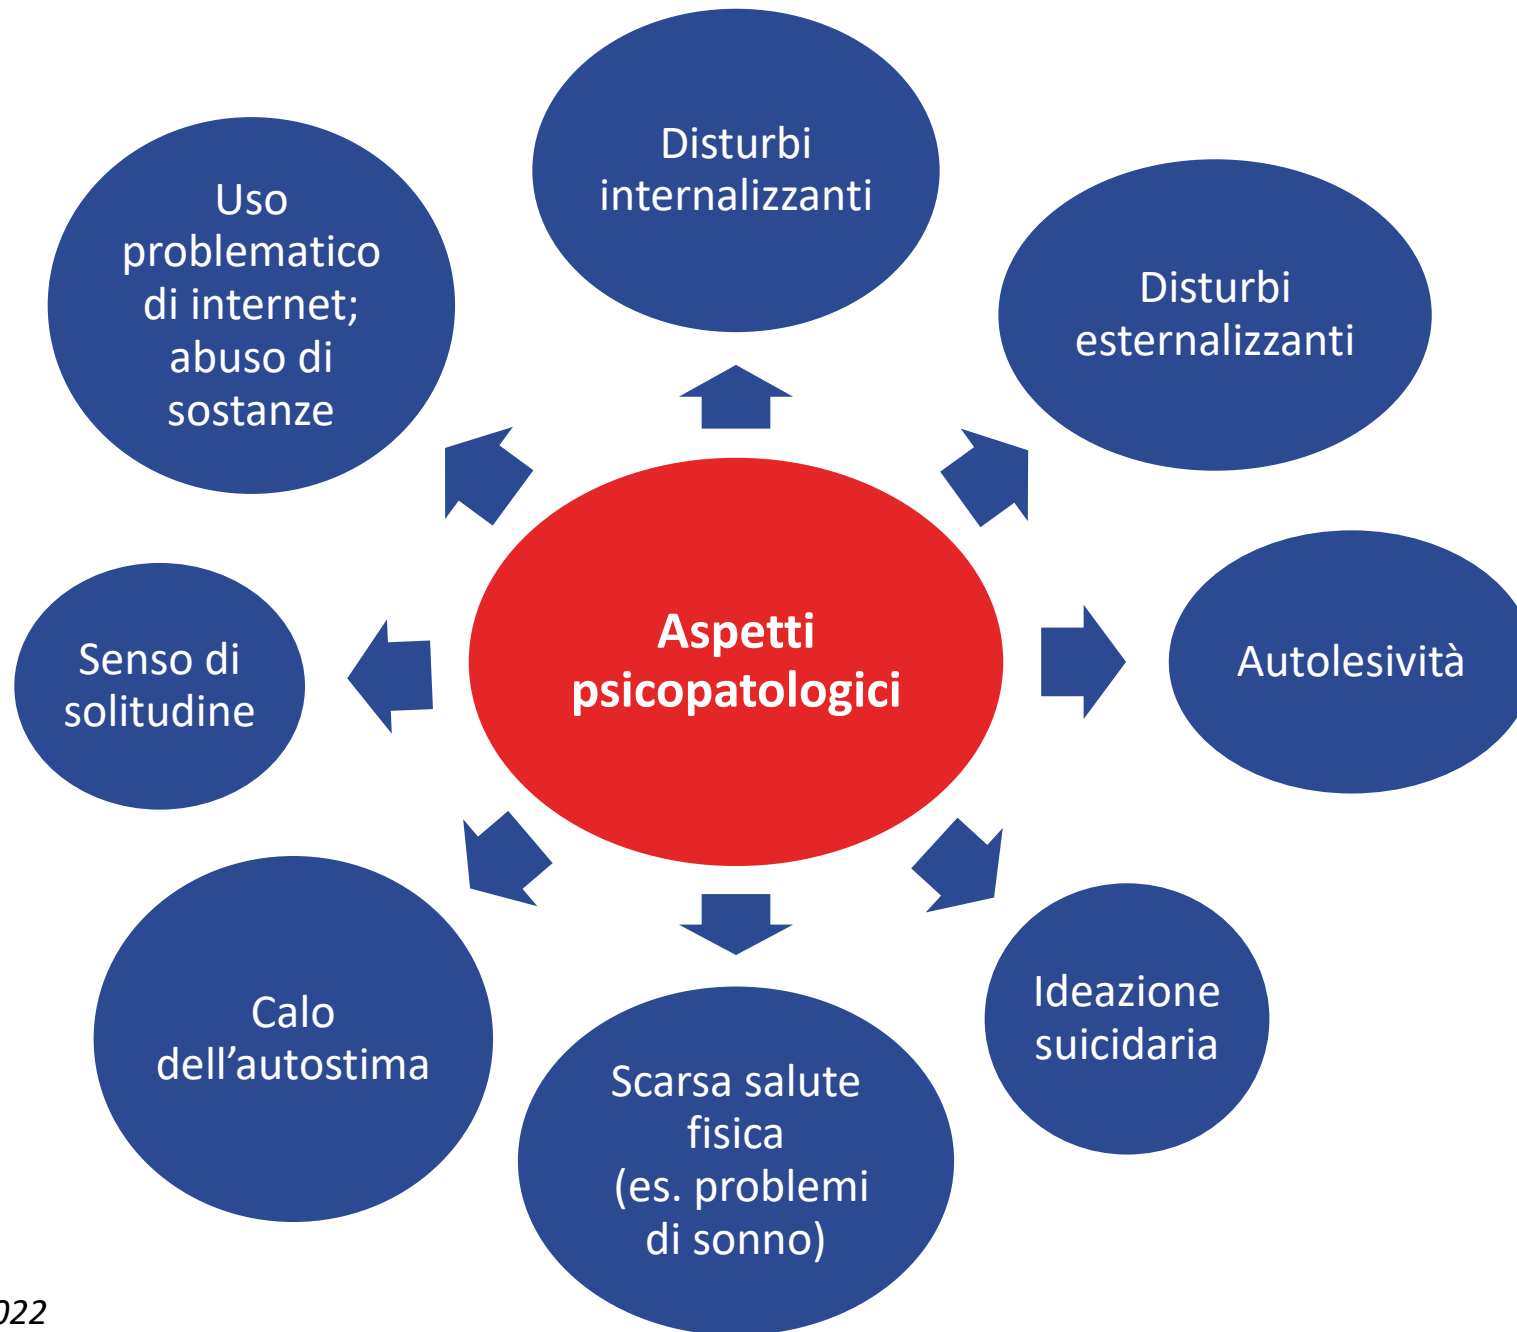 Disturbi
internalizzanti
Uso
problematico
di internet;
abuso di
sostanze
Disturbi
esternalizzanti
Aspetti
psicopatologici
Senso di
solitudine
Autolesività
Calo
dell’autostima
Ideazione
suicidaria
Scarsa salute
fisica
(es. problemi
di sonno)
022